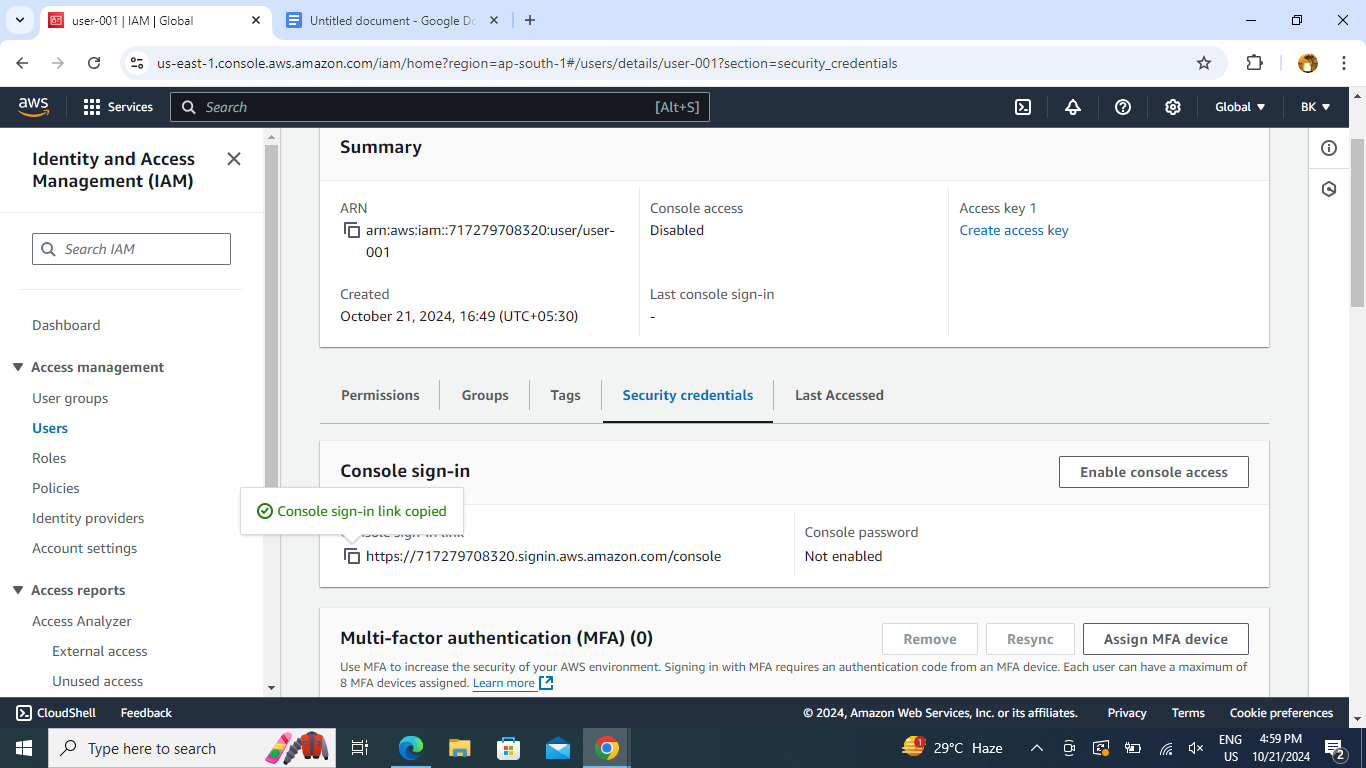 user-001 | IAM | Global
Untitled document - Google Do
us-east-1.console.aws.amazon.com/iam/home?region=ap-south-1#/users/details/user-001?section=security_credentials
aws
Services
Search
[Alt+S]
Global
BK
Identity and Access
Management (IAM)
Search IAM
Dashboard
Access management
User groups
Users
Roles
Policies
Identity providers
Account settings
Access reports
Access Analyzer
External access
Unused access
Summary
ARN
arn:aws:iam::717279708320:user/user-
001
Console access
Disabled
Access key 1
Create access key
Created
October 21, 2024, 16:49 (UTC+05:30)
Last console sign-in
-
Permissions
Groups
Tags
Security credentials
Last Accessed
Console sign-in
Enable console access
Console sign-in link copied
Console sign-in link
https://717279708320.signin.aws.amazon.com/console
Console password
Not enabled
Multi-factor authentication (MFA) (0)
Remove
Resync
Assign MFA device
Use MFA to increase the security of your AWS environment. Signing in with MFA requires an authentication code from an MFA device. Each user can have a maximum of
8 MFA devices assigned. Learn more
CloudShell
Feedback
© 2024, Amazon Web Services, Inc. or its affiliates.
Privacy
Terms
Cookie preferences
Type here to search
1
29°C Haze
ENG
US
4:59 PM
10/21/2024
2